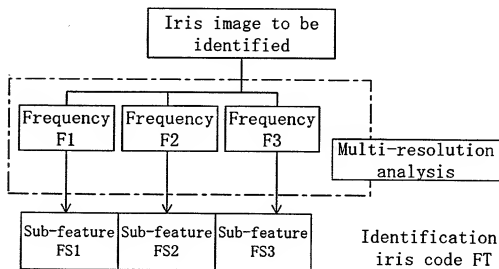 Iris image to be
identified
Frequency
F1
Frequency
F2
Frequency
F3
Multi-resolution
analysis
Sub-feature
FS1
Sub-feature
FS2
Sub-feature
FS3
Identification
iris code FT